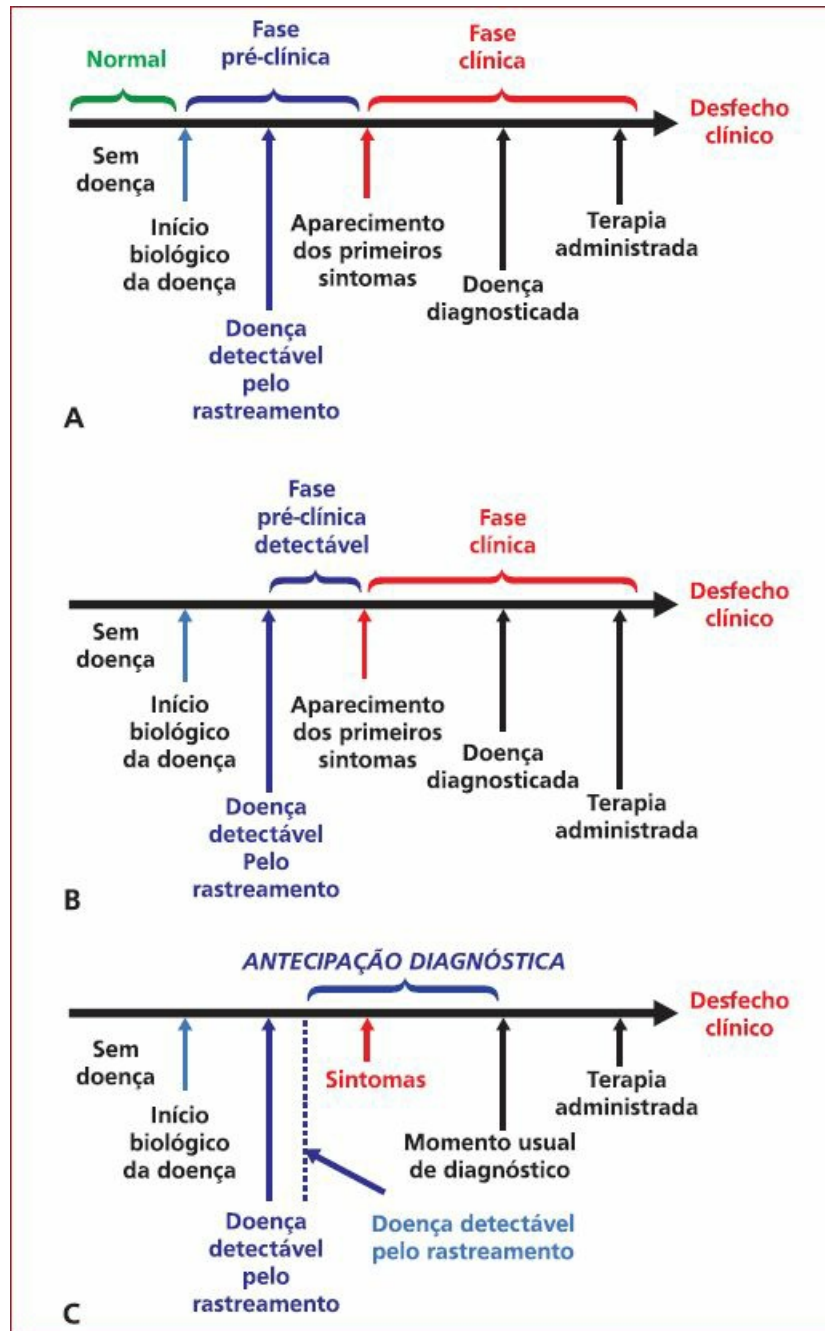 Normal
Fase
pré-clínica
Fase
clínica
Desfecho
clínico
Sem
doença
Início
biológico
da doença
Doença
detectável
pelo
rastreamento
Aparecimento
dos primeiros
sintomas
Doença
diagnosticada
Terapia
administrada
A
Fase
pré-clínica
detectável
Fase
clínica
Desfecho
clínico
Sem
doença
Início
biológico
da doença
Doença
detectável
Pelo
rastreamento
Aparecimento
dos primeiros
sintomas
Doença
diagnosticada
Terapia
administrada
B
ANTECIPAÇÃO DIAGNÓSTICA
Desfecho
clínico
Sem
doença
Início
biológico
da doença
Doença
detectável
pelo
rastreamento
Sintomas
Momento usual
de diagnóstico
Terapia
administrada
Doença detectável
pelo rastreamento
C